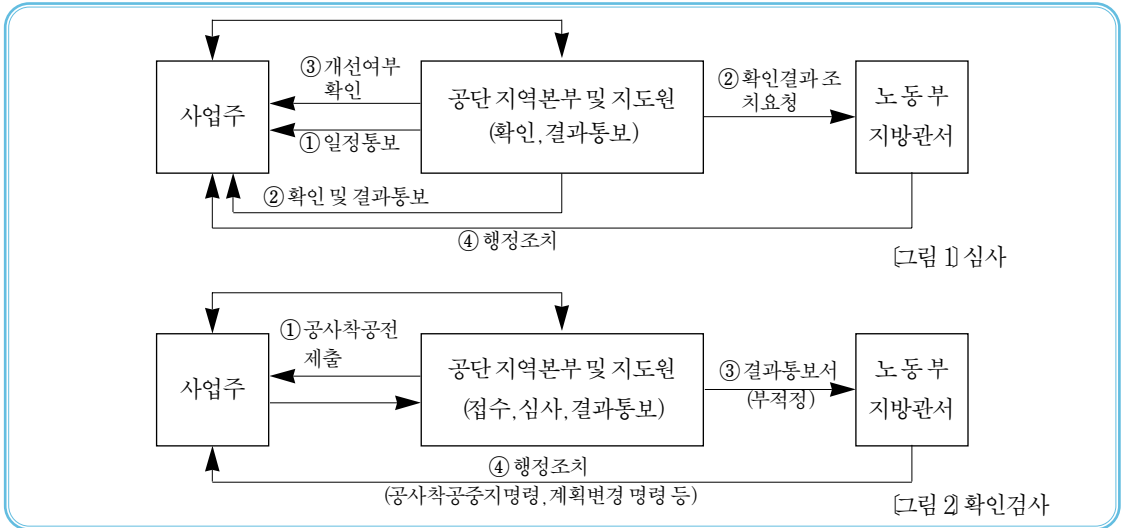 ③ 개선여부
확인
사업주
① 일정통보
공단 지역본부 및 지도원
(확인, 결과통보)
② 확인결과 조
치요청
노 동 부
지방관서
② 확인 및 결과통보
④ 행정조치
[그림 1] 심사
① 공사착공전
제출
사업주
공단 지역본부 및 지도원
(접수, 심사, 결과통보)
③ 결과통보서
(부적정)
노 동 부
지방관서
④ 행정조치
(공사착공중지명령, 계획변경 명령 등)
[그림 2] 확인검사